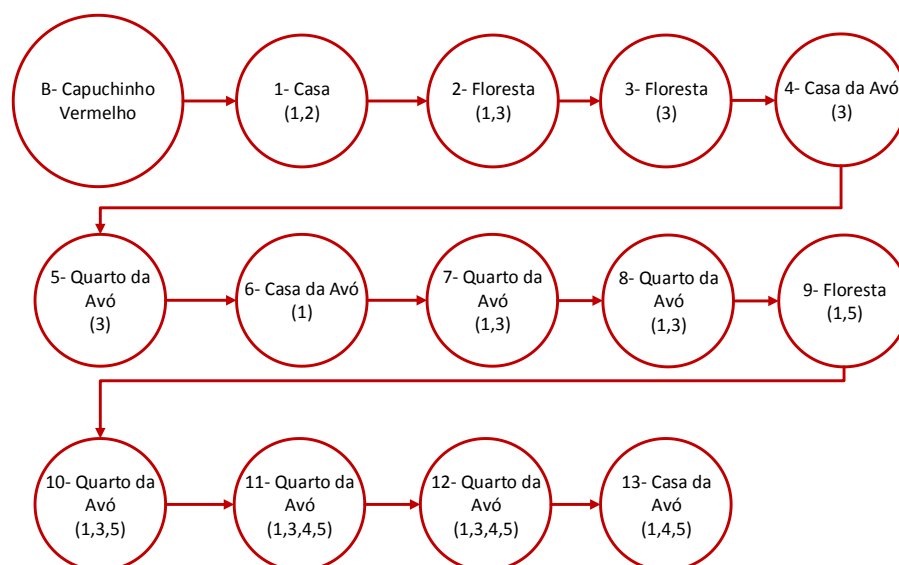 B- Capuchinho
Vermelho
1- Casa
(1,2)
2- Floresta
(1,3)
3- Floresta
(3)
4- Casa da Avó
(3)
5- Quarto da
Avó
(3)
6- Casa da Avó
(1)
7- Quarto da
Avó
(1,3)
8- Quarto da
Avó
(1,3)
9- Floresta
(1,5)
10- Quarto da
Avó
(1,3,5)
11- Quarto da
Avó
(1,3,4,5)
12- Quarto da
Avó
(1,3,4,5)
13- Casa da
Avó
(1,4,5)